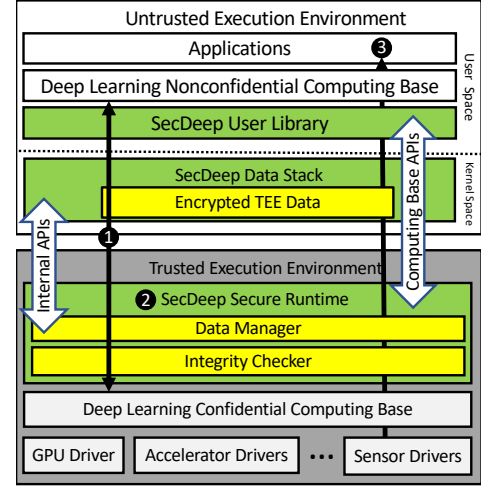 Untrusted Execution Environment
Applications
3
Deep Learning Nonconfidential Computing Base
SecDeep User Library
User Space
SecDeep Data Stack
Encrypted TEE Data
Kernel Space
Internal APIs
1
Computing Base APIs
Trusted Execution Environment
2 SecDeep Secure Runtime
Data Manager
Integrity Checker
Deep Learning Confidential Computing Base
GPU Driver
Accelerator Drivers
...
Sensor Drivers